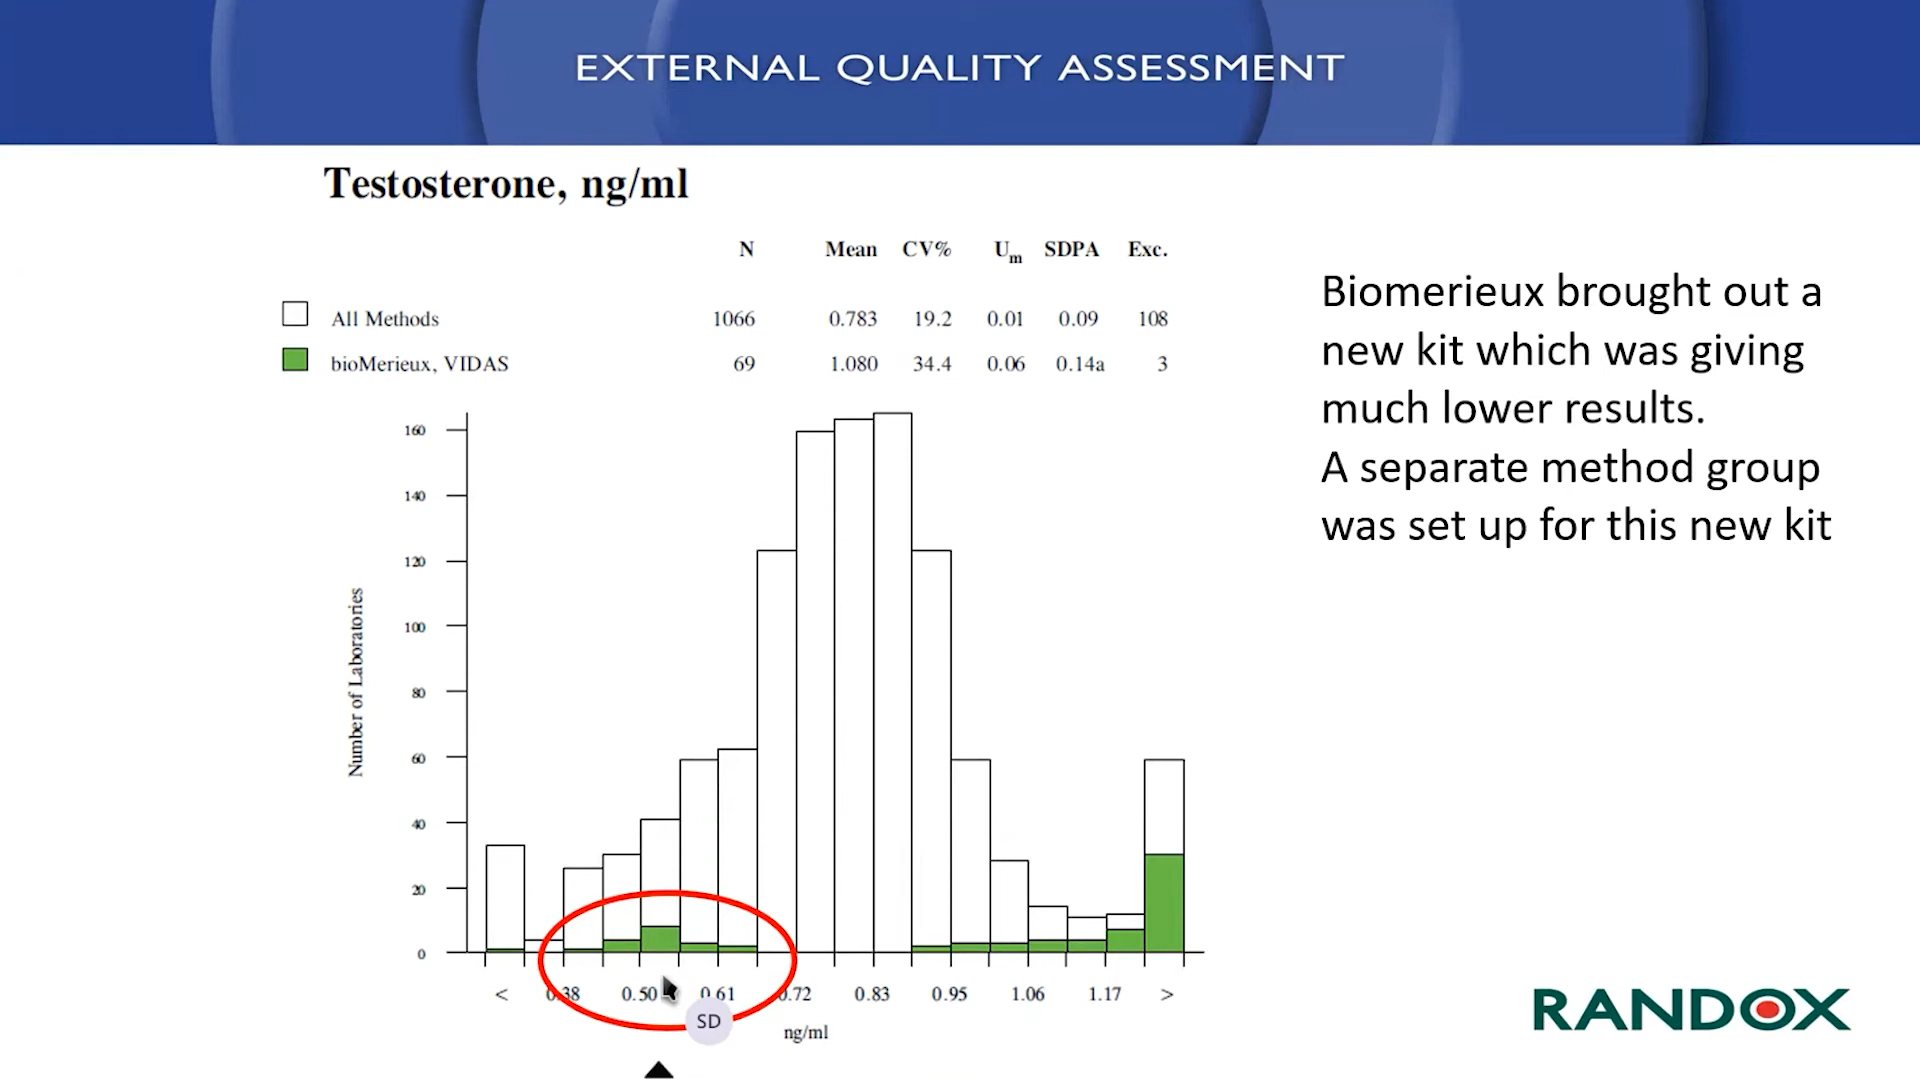 EXTERNAL QUALITY ASSESSMENT
Testosterone, ng/ml
N Mean CV% Um SDPA Exc.
All Methods 1066 0.783 19.2 0.01 0.09 108
bioMerieux, VIDAS 69 1.080 34.4 0.06 0.14a 3
Biomerieux brought out a
new kit which was giving
much lower results.
A separate method group
was set up for this new kit
Number of Laboratories
160
140
120
100
80
60
40
20
0
< 0.38 0.50 0.61 0.72 0.83 0.95 1.06 1.17 >
SD
ng/ml
RANDOX